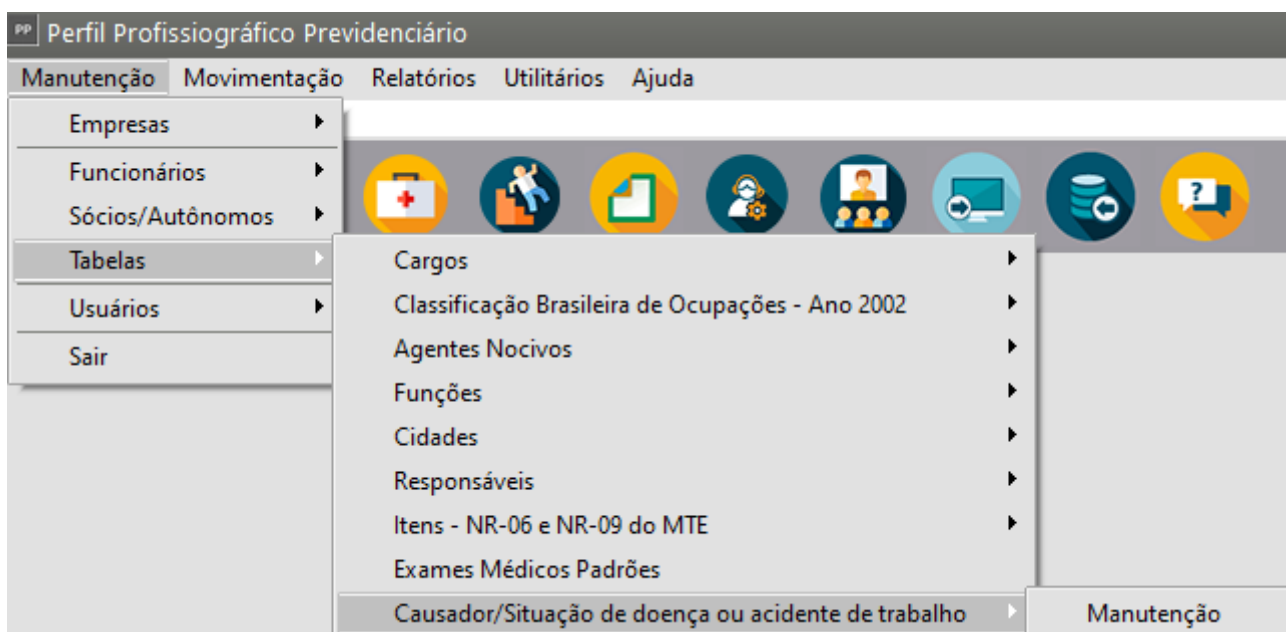 PP Perfil Profissiográfico Previdenciário
Manutenção Movimentação Relatórios Utilitários Ajuda
Empresas
Funcionários
Sócios/Autônomos
Tabelas
Usuários
Sair
?
Cargos
Classificação Brasileira de Ocupações - Ano 2002
Agentes Nocivos
Funções
Cidades
Responsáveis
Itens - NR-06 e NR-09 do MTE
Exames Médicos Padrões
Causador/Situação de doença ou acidente de trabalho
Manutenção